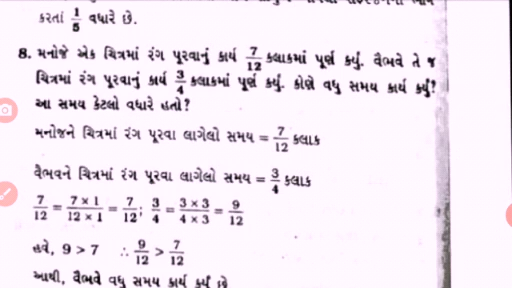 કરતાં 1/5 વધારે છે.
8. મનોજે એક ચિત્રમાં રંગ પૂરવાનું કાર્ય 7/12 કલાકમાં પૂર્ણ કર્યું. વૈભવે તે જ
ચિત્રમાં રંગ પૂરવાનું કાર્ય 3/4 કલાકમાં પૂર્ણ કર્યું. કોણે વધુ સમય કાર્ય કર્યું?
આ સમય કેટલો વધારે હતો?
મનોજને ચિત્રમાં રંગ પૂરવા લાગેલો સમય = 7/12 કલાક
વૈભવને ચિત્રમાં રંગ પૂરવા લાગેલો સમય = 3/4 કલાક
7/12 = 7 × 1/12 × 1 = 7/12; 3/4 = 3 × 3/4 × 3 = 9/12
હવે, 9 > 7 ∴ 9/12 > 7/12
આથી, વૈભવે વધુ સમય કાર્ય કર્યું છે